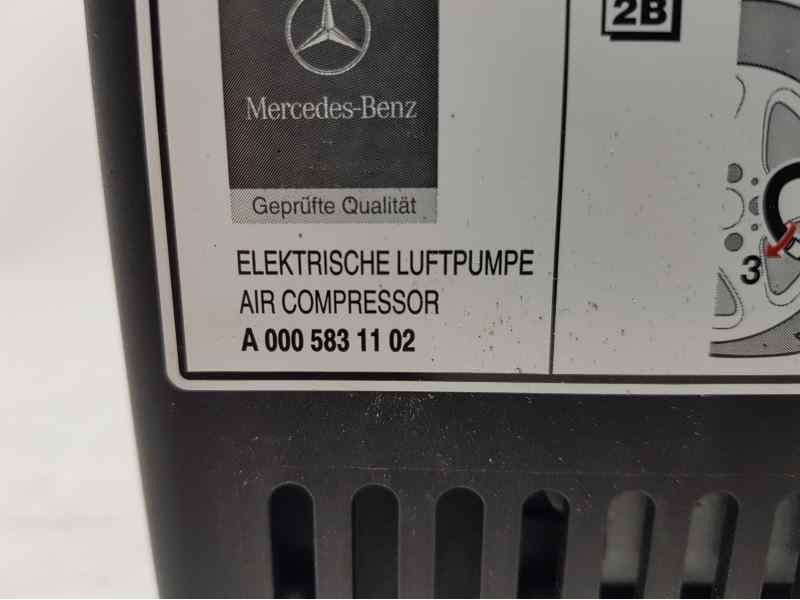 Mercedes-Benz
Geprüfte Qualität
ELEKTRISCHE LUFTPUMPE
AIR COMPRESSOR
A 000 583 11 02
2B
3